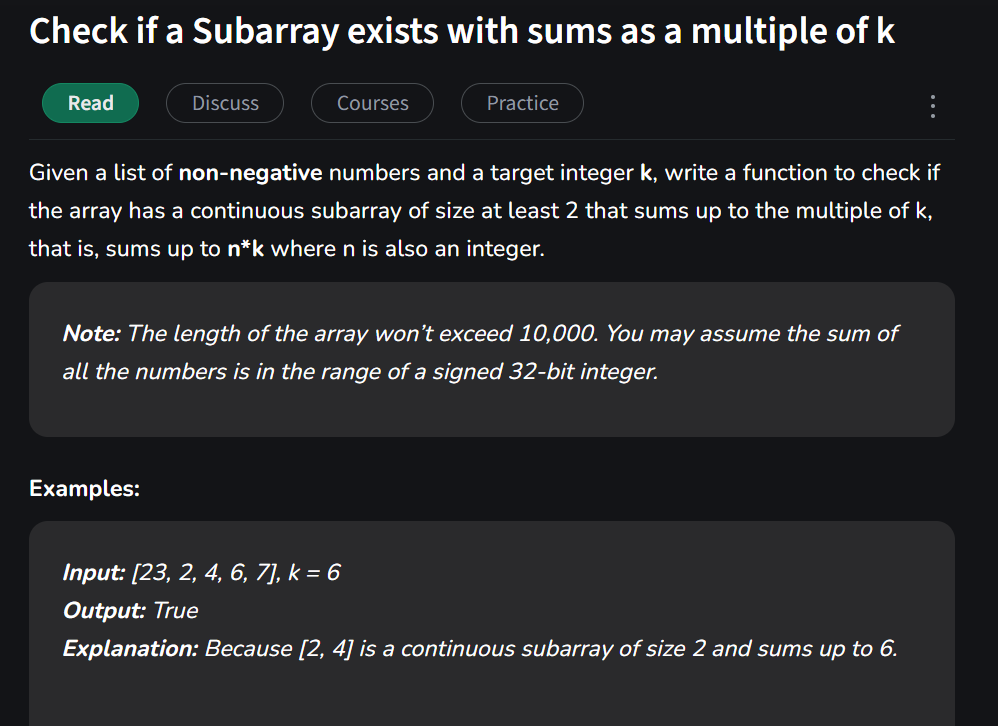 Check if a Subarray exists with sums as a multiple of k
Read
Discuss
Courses
Practice
Given a list of non-negative numbers and a target integer k, write a function to check if
the array has a continuous subarray of size at least 2 that sums up to the multiple of k,
that is, sums up to n*k where n is also an integer.
Note: The length of the array won’t exceed 10,000. You may assume the sum of
all the numbers is in the range of a signed 32-bit integer.
Examples:
Input: [23, 2, 4, 6, 7], k = 6
Output: True
Explanation: Because [2, 4] is a continuous subarray of size 2 and sums up to 6.